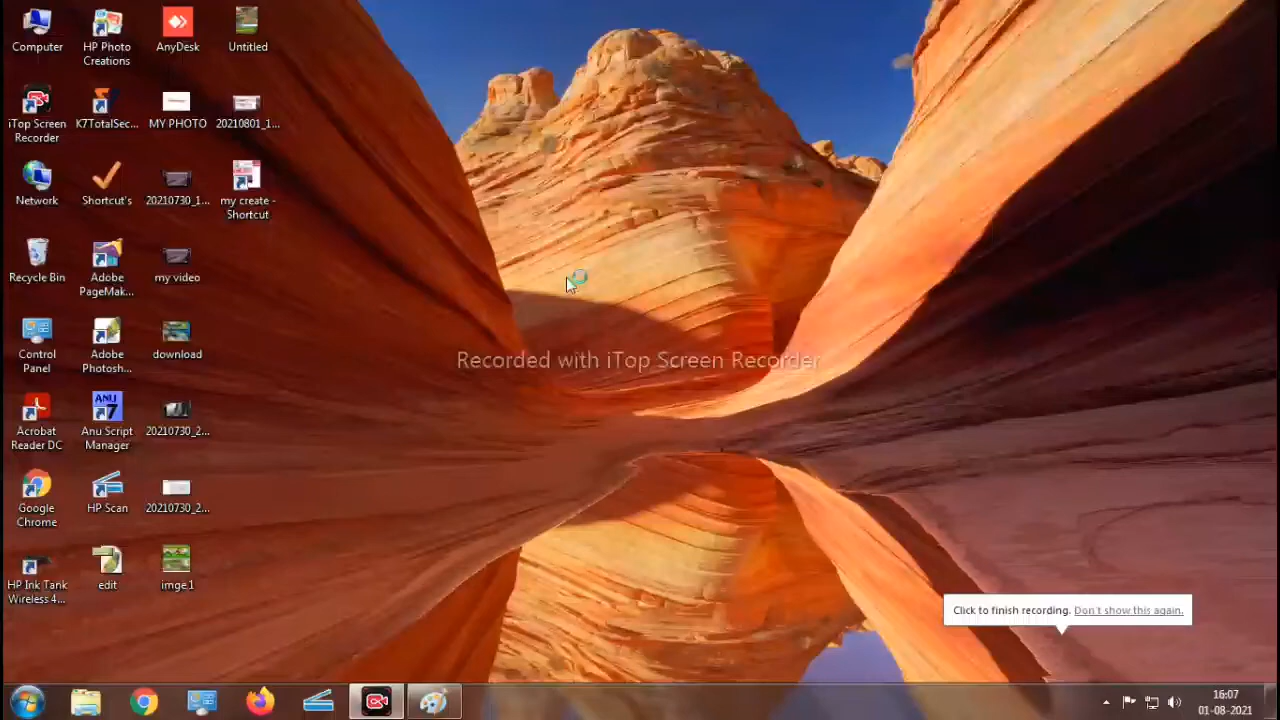 Computer
HP Photo
Creations
AnyDesk
Untitled
iTop Screen
Recorder
K7TotalSec...
MY PHOTO
20210801_1...
Network
Shortcut's
20210730_1...
my create -
Shortcut
Recycle Bin
Adobe
PageMak...
my video
Control
Panel
Adobe
Photosh...
download
Acrobat
Reader DC
ANU
7
Anu Script
Manager
20210730_2...
Google
Chrome
HP Scan
20210730_2...
HP Ink Tank
Wireless 4...
edit
imge1
Recorded with iTop Screen Recorder
Click to finish recording. Don't show this again.
16:07
01-08-2021